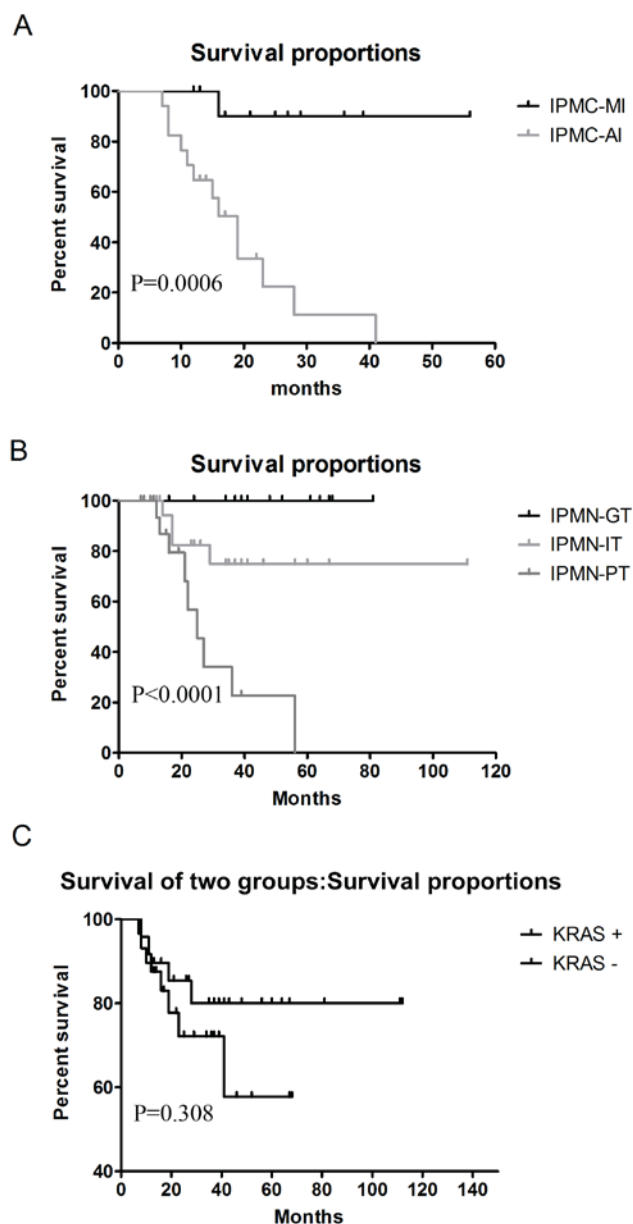 A
Survival proportions
Percent survival
100
80
60
40
20
0
0 10 20 30 40 50 60
months
P=0.0006
IPMC-MI
IPMC-AI
B
Survival proportions
Percent survival
100
80
60
40
20
0
0 20 40 60 80 100 120
Months
P<0.0001
IPMN-GT
IPMN-IT
IPMN-PT
C
Survival of two groups:Survival proportions
Percent survival
100
80
60
40
0 20 40 60 80 100 120 140
Months
P=0.308
KRAS +
KRAS -